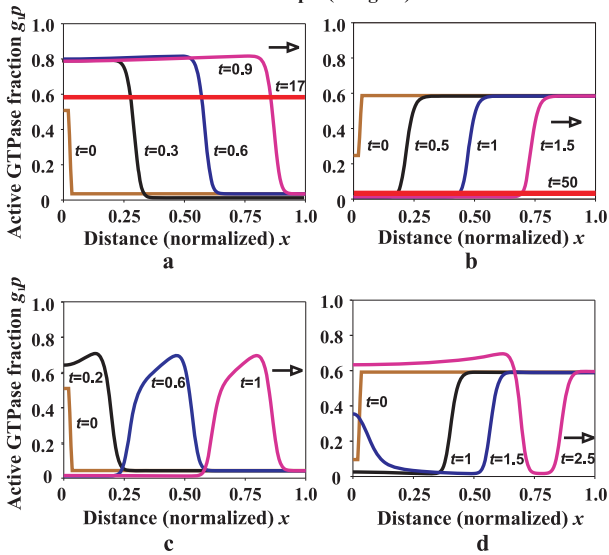 Active GTPase fraction g₁p
1.0
0.8
0.6
0.4
0.2
0
t=0.9
t=17
t=0
t=0.3
t=0.6
0
0.25
0.50
0.75
1.0
Distance (normalized) x
a
1.0
0.8
0.6
0.4
0.2
0
t=0
t=0.5
t=1
t=1.5
t=50
0
0.25
0.50
0.75
1.0
Distance (normalized) x
b
Active GTPase fraction g₁p
1.0
0.8
0.6
0.4
0.2
0
t=0.2
t=0.6
t=1
t=0
0
0.25
0.50
0.75
1.0
Distance (normalized) x
c
1.0
0.8
0.6
0.4
0.2
0
t=0
t=1
t=1.5
t=2.5
0
0.25
0.50
0.75
1.0
Distance (normalized) x
d